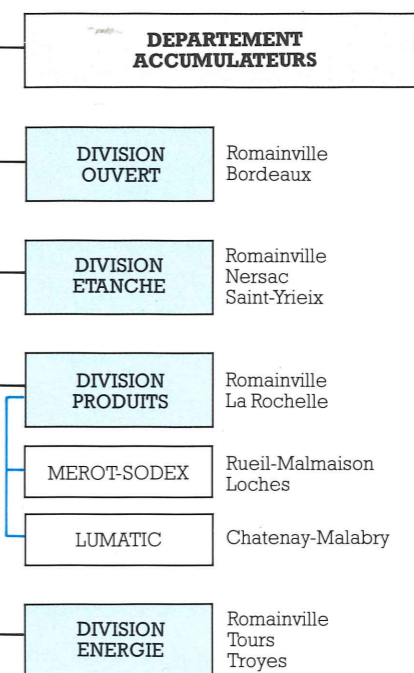 DEPARTEMENT
ACCUMULATEURS
DIVISION
OUVERT
Romainville
Bordeaux
DIVISION
ETANCHE
Romainville
Nersac
Saint-Yrieix
DIVISION
PRODUITS
Romainville
La Rochelle
MEROT-SODEX
Rueil-Malmaison
Loches
LUMATIC
Chatenay-Malabry
DIVISION
ENERGIE
Romainville
Tours
Troyes